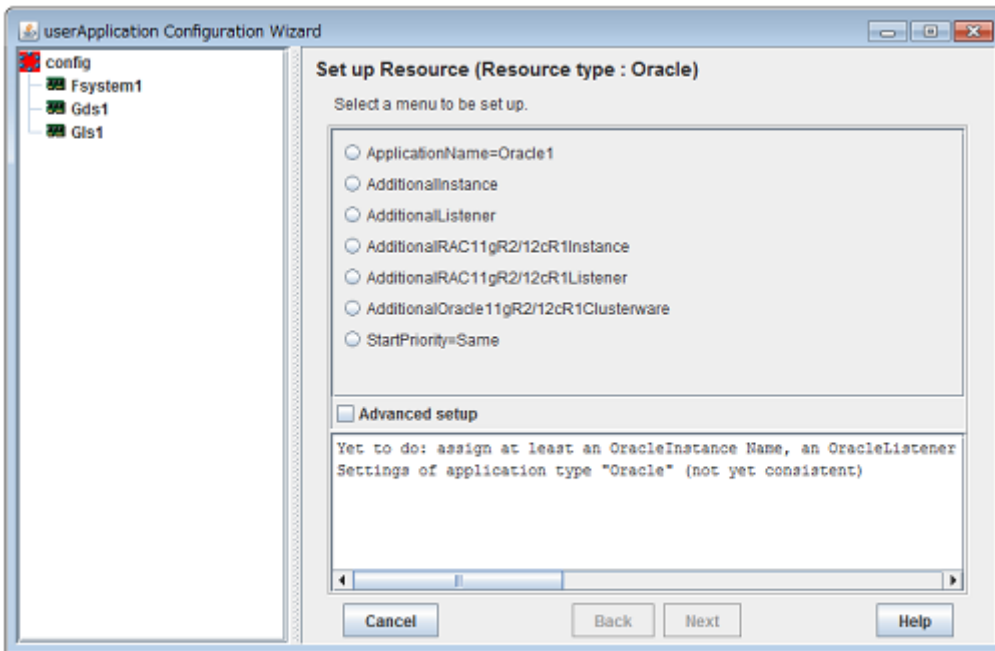 userApplication Configuration Wizard
config
Fsystem1
Gds1
Gls1
Set up Resource (Resource type : Oracle)
Select a menu to be set up.
ApplicationName=Oracle1
AdditionalInstance
AdditionalListener
AdditionalRAC11gR2/12cR1Instance
AdditionalRAC11gR2/12cR1Listener
AdditionalOracle11gR2/12cR1Clusterware
StartPriority=Same
Advanced setup
Yet to do: assign at least an OracleInstance Name, an OracleListener
Settings of application type "Oracle" (not yet consistent)
Cancel
Back
Next
Help